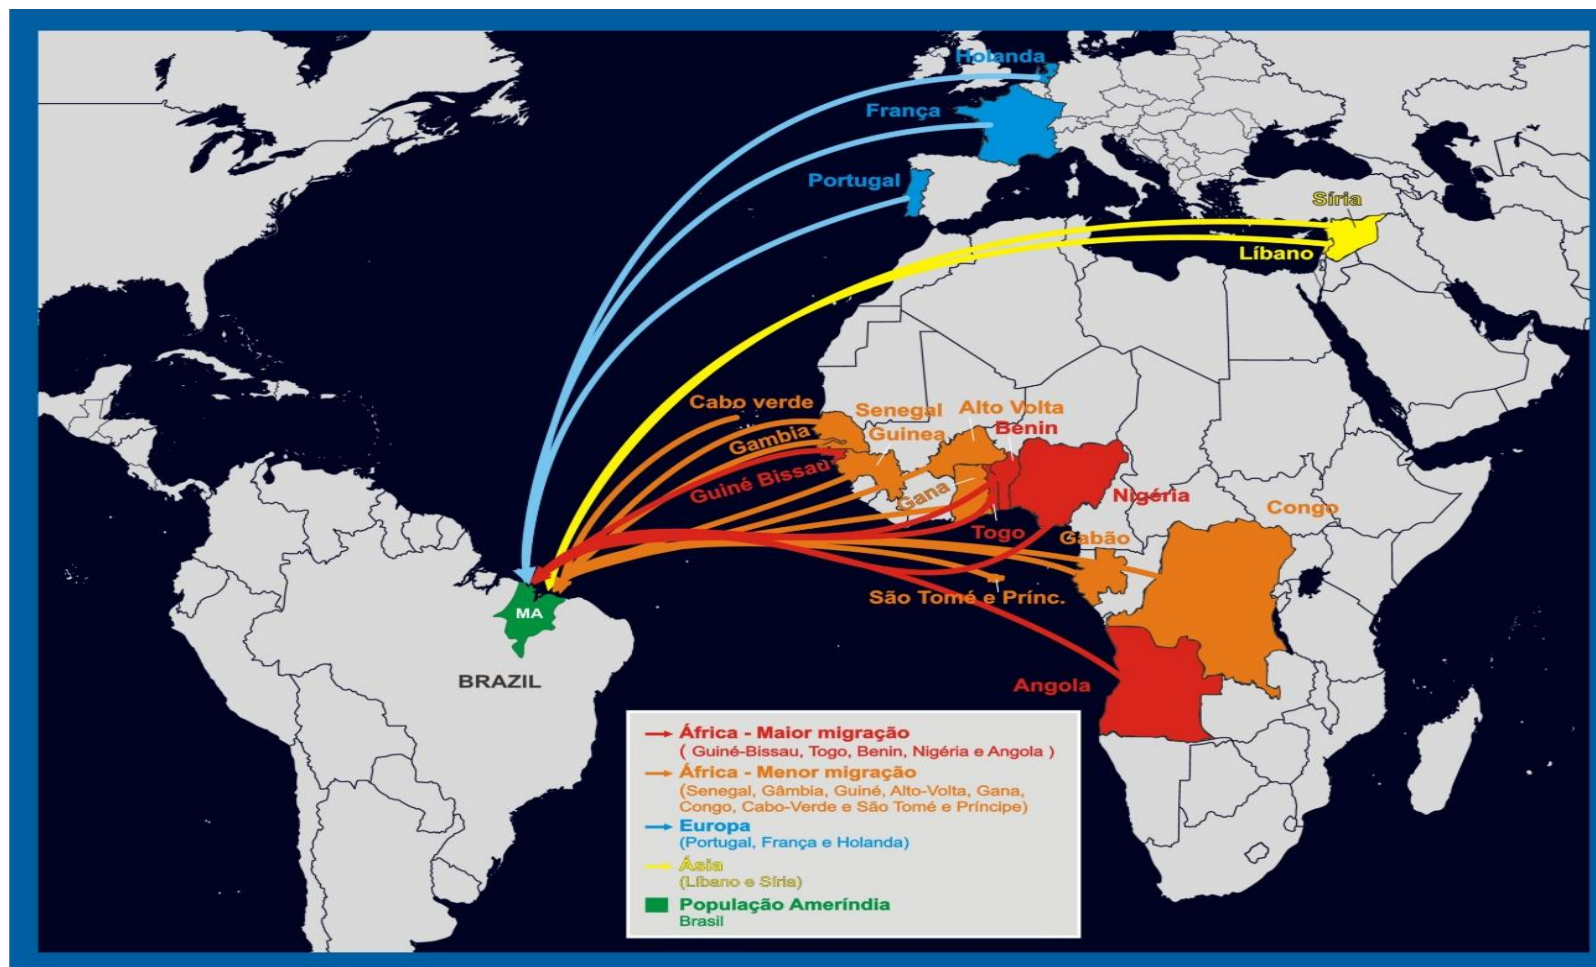 Holanda
França
Portugal
Síria
Líbano
Cabo verde
Senegal
Alto Volta
Gambia
Guinea
Benin
Guiné Bissau
Gana
Nigéria
Togo
Gabão
Congo
São Tomé e Prínc.
MA
BRAZIL
Angola
África - Maior migração
( Guiné-Bissau, Togo, Benin, Nigéria e Angola )
África - Menor migração
(Senegal, Gâmbia, Guiné, Alto-Volta, Gana,
Congo, Cabo-Verde e São Tomé e Príncipe)
Europa
(Portugal, França e Holanda)
Ásia
(Líbano e Síria)
População Ameríndia
Brasil